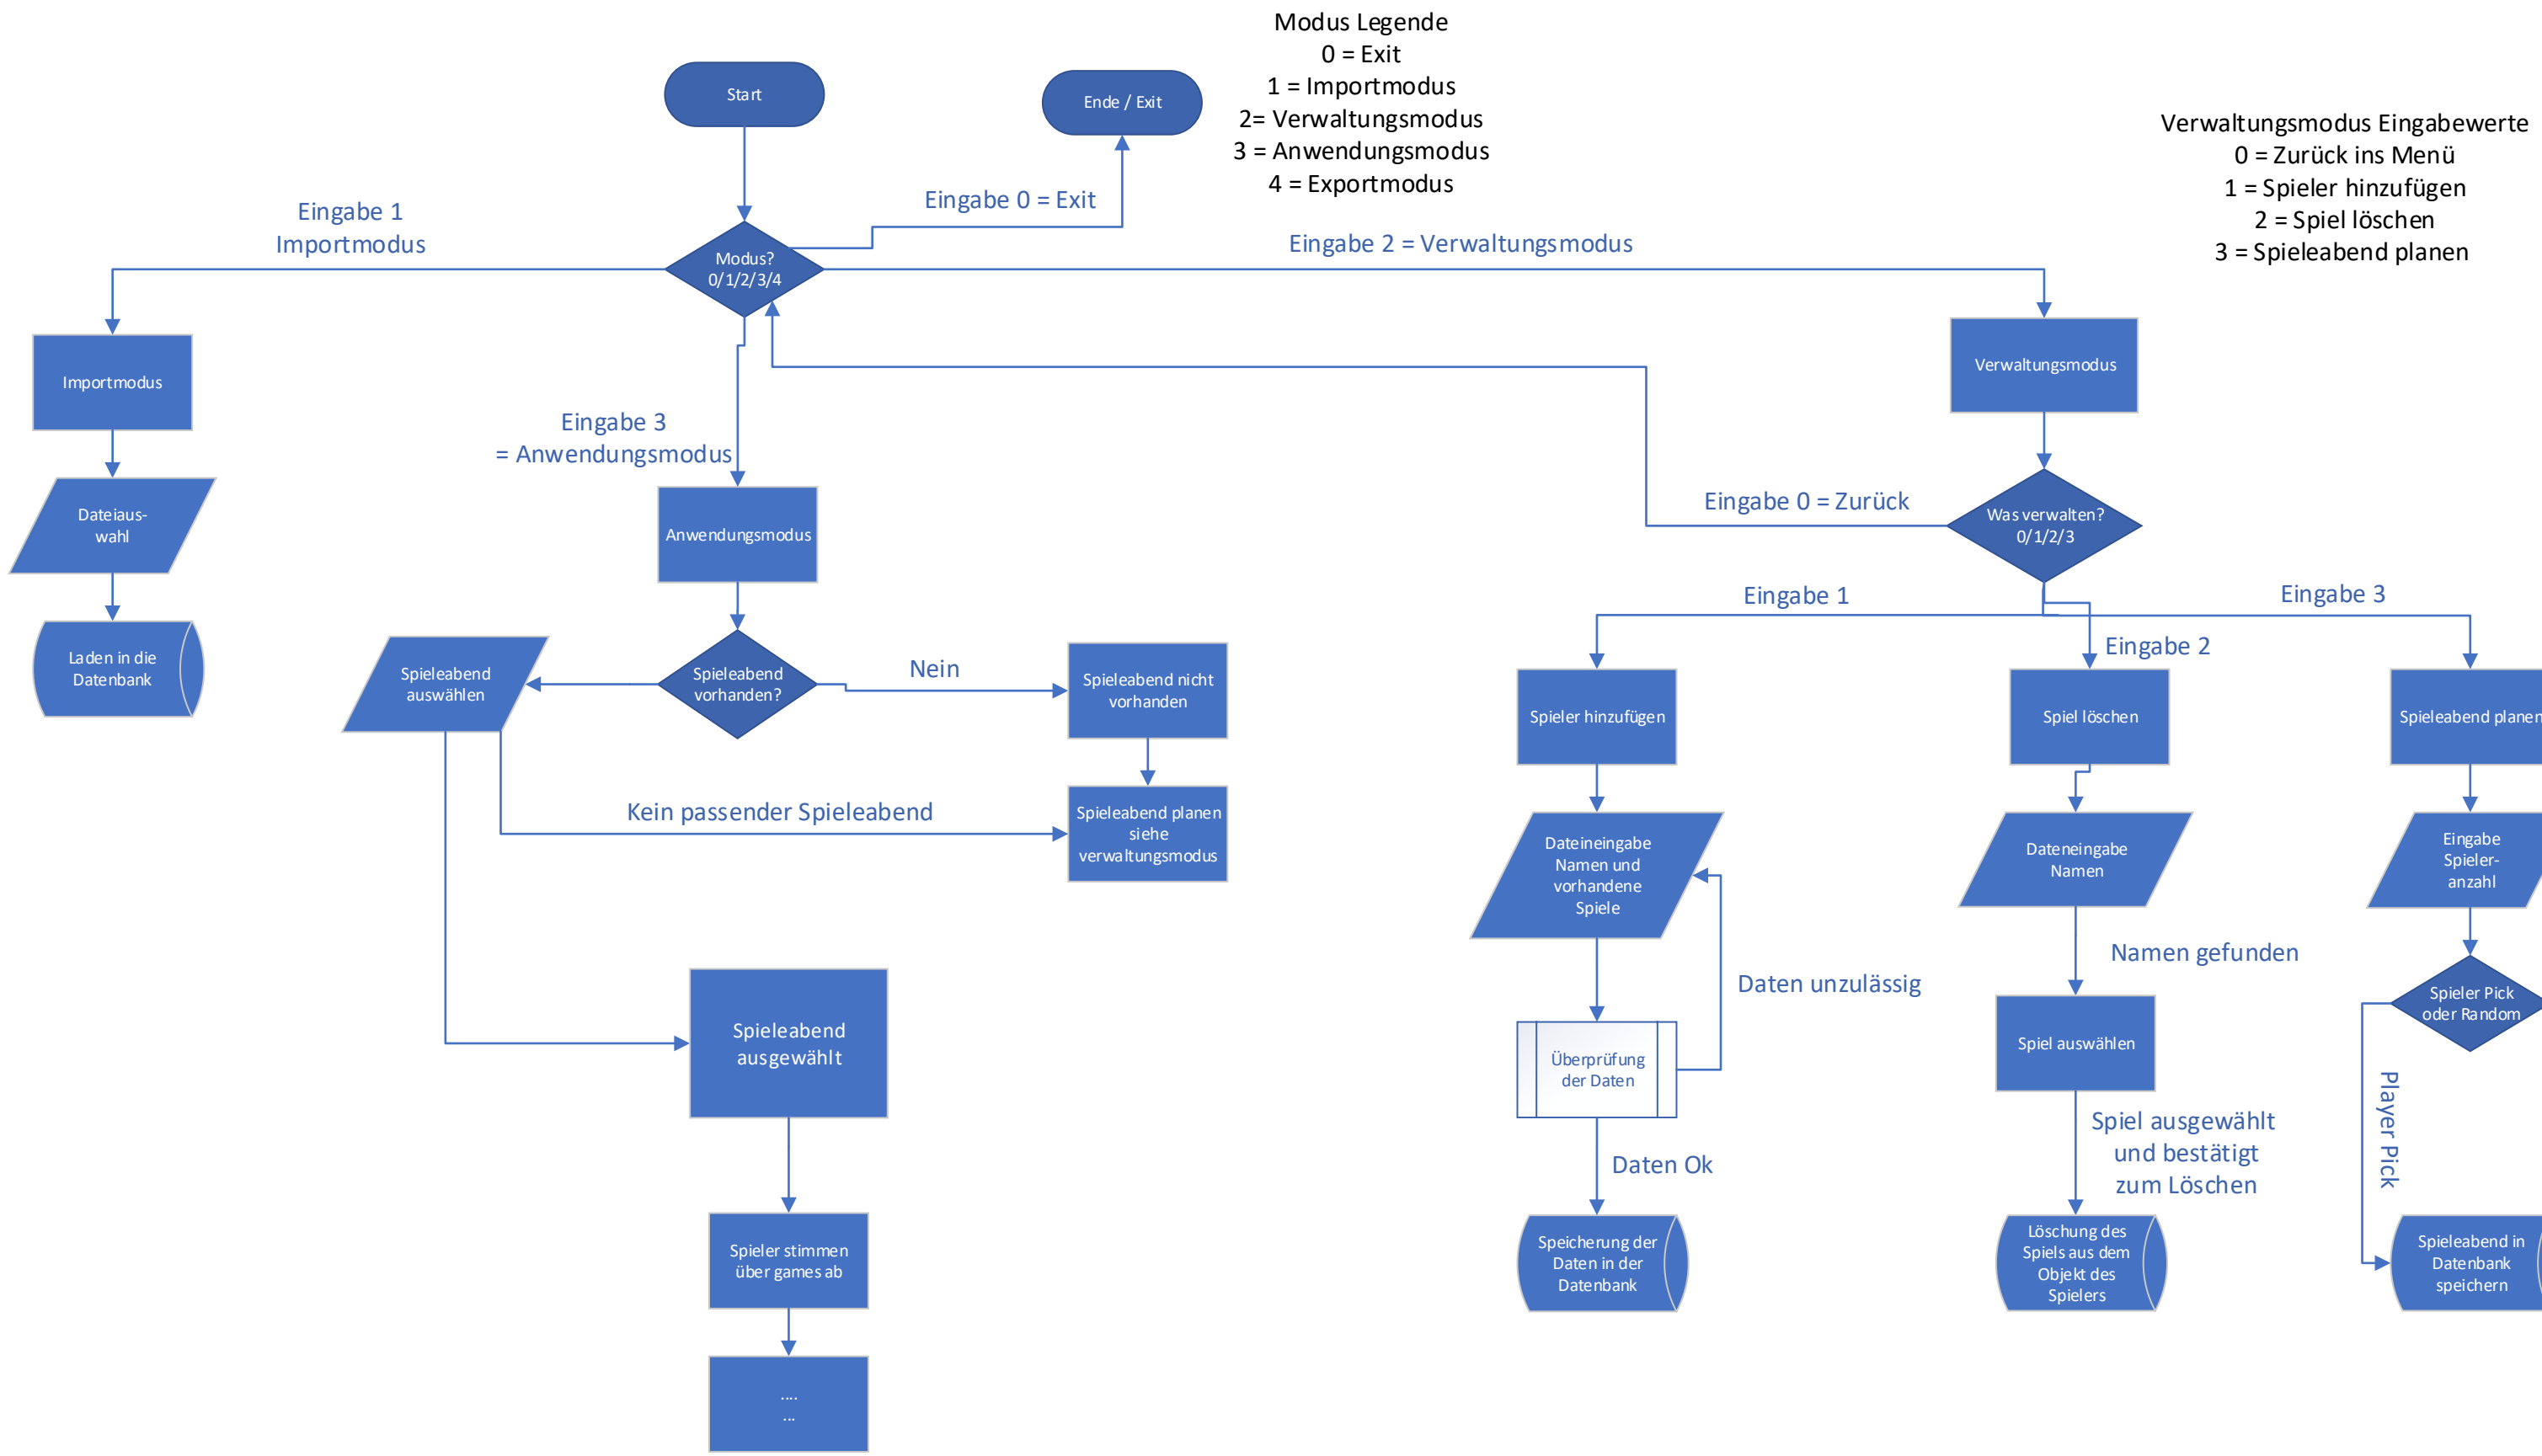 Modus Legende
0 = Exit
1 = Importmodus
2= Verwaltungsmodus
3 = Anwendungsmodus
4 = Exportmodus
Verwaltungsmodus Eingabewerte
0 = Zurück ins Menü
1 = Spieler hinzufügen
2 = Spiel löschen
3 = Spieleabend planen
Start
Ende / Exit
Eingabe 0 = Exit
Eingabe 1
Importmodus
Modus?
0/1/2/3/4
Eingabe 2 = Verwaltungsmodus
Importmodus
Verwaltungsmodus
Eingabe 3
= Anwendungsmodus
Dateiaus-
wahl
Anwendungsmodus
Eingabe 0 = Zurück
Was verwalten?
0/1/2/3
Eingabe 1
Eingabe 2
Eingabe 3
Laden in die
Datenbank
Spieleabend
auswählen
Spieleabend
vorhanden?
Nein
Spieleabend nicht
vorhanden
Spieler hinzufügen
Spiel löschen
Spieleabend planen
Kein passender Spieleabend
Spieleabend planen
siehe
verwaltungsmodus
Dateineingabe
Namen und
vorhandene
Spiele
Dateneingabe
Namen
Eingabe
Spieler-
anzahl
Namen gefunden
Daten unzulässig
Spieleabend
ausgewählt
Überprüfung
der Daten
Spiel auswählen
Spieler Pick
oder Random
Player Pick
Daten Ok
Spiel ausgewählt
und bestätigt
zum Löschen
Spieler stimmen
über games ab
Speicherung der
Daten in der
Datenbank
Löschung des
Spiels aus dem
Objekt des
Spielers
Spieleabend in
Datenbank
speichern
....
...